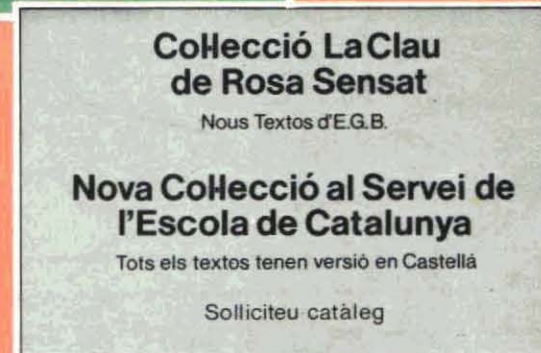 Col·lecció La Clau
de Rosa Sensat
Nous Textos d'E.G.B.
Nova Col·lecció al Servei de
l'Escola de Catalunya
Tots els textos tenen versió en Castellá
Sol·liciteu catàleg